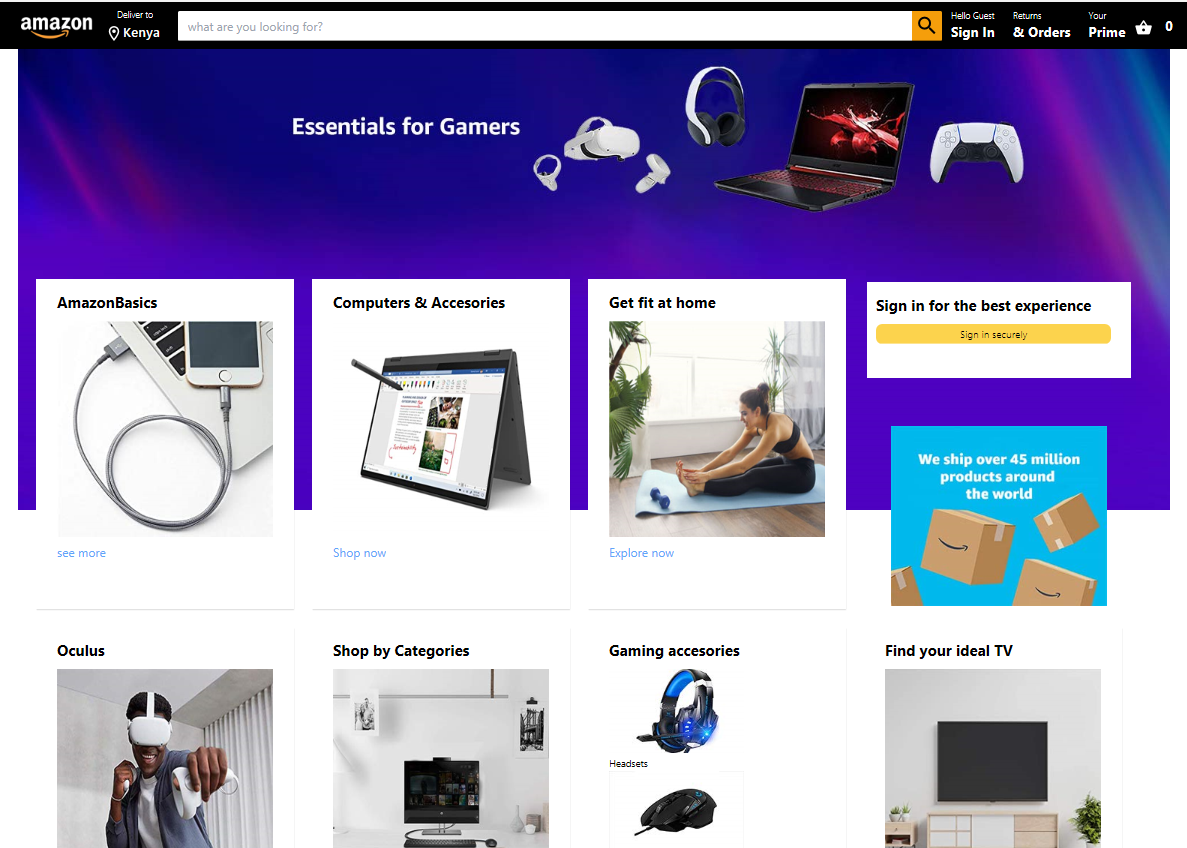 amazon
Deliver to
Kenya
what are you looking for?
Hello Guest
Sign In
Returns
& Orders
Your
Prime
0
Essentials for Gamers
AmazonBasics
see more
Computers & Accesories
Shop now
Get fit at home
Explore now
Sign in for the best experience
Sign in securely
We ship over 45 million
products around
the world
Oculus
Shop by Categories
Gaming accesories
Headsets
Find your ideal TV